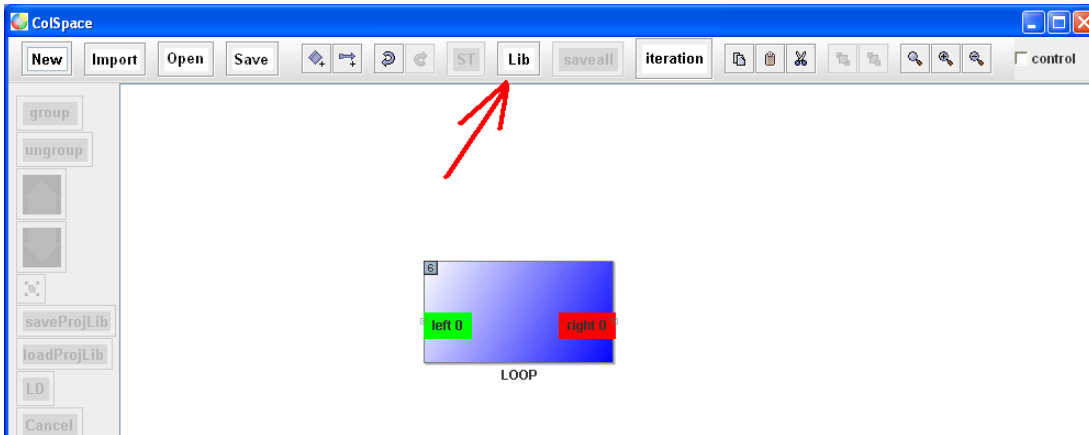 ColSpace
New Import Open Save ST Lib saveall iteration control
group
ungroup
saveProjLib
loadProjLib
LD
Cancel
6
left 0 right 0
LOOP